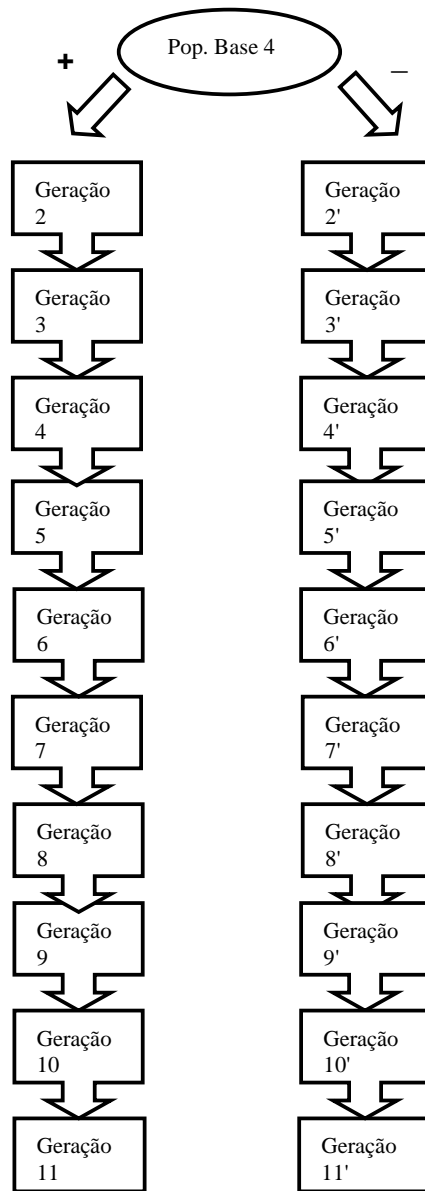 Pop. Base 4
+
–
Geração
2
Geração
2'
Geração
3
Geração
3'
Geração
4
Geração
4'
Geração
5
Geração
5'
Geração
6
Geração
6'
Geração
7
Geração
7'
Geração
8
Geração
8'
Geração
9
Geração
9'
Geração
10
Geração
10'
Geração
11
Geração
11'